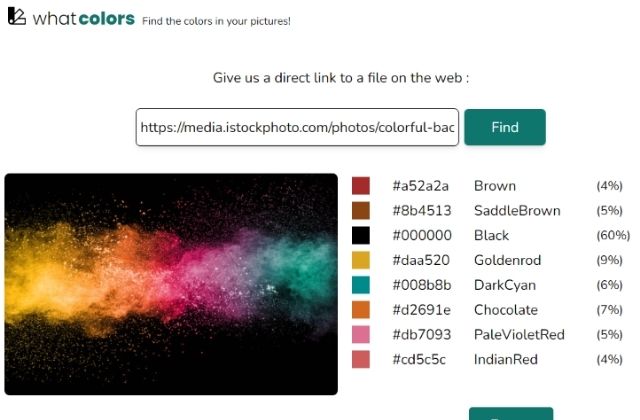 whatcolors Find the colors in your pictures!
Give us a direct link to a file on the web :
https://media.istockphoto.com/photos/colorful-bac Find
#a52a2a Brown (4%)
#8b4513 SaddleBrown (5%)
#000000 Black (60%)
#daa520 Goldenrod (9%)
#008b8b DarkCyan (6%)
#d2691e Chocolate (7%)
#db7093 PaleVioletRed (5%)
#cd5c5c IndianRed (4%)